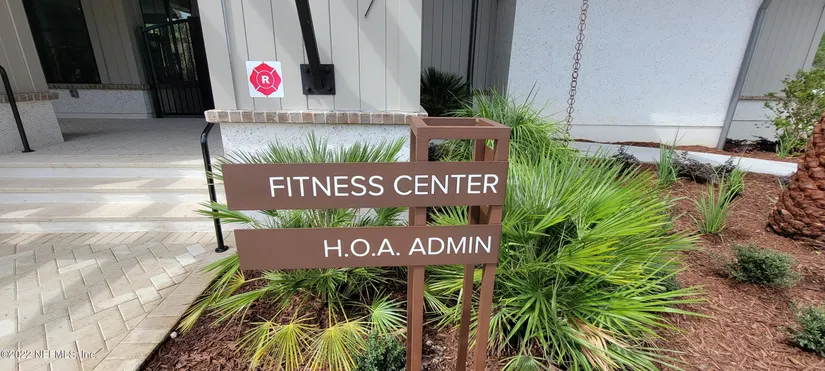 R
FITNESS CENTER
H.O.A. ADMIN
©2022 NEFMLS, Inc